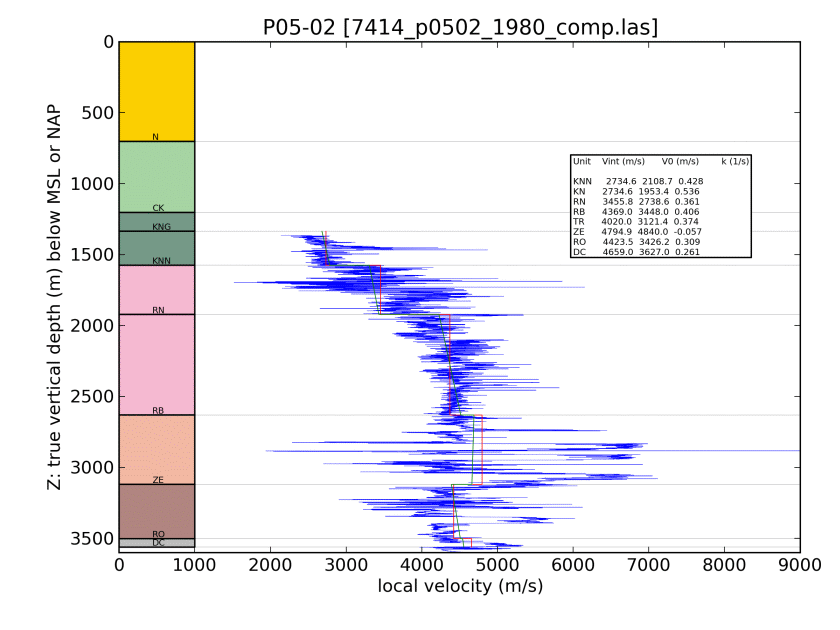 P05-02 [7414_p0502_1980_comp.las]
0
500
1000
1500
2000
2500
3000
3500
Z: true vertical depth (m) below MSL or NAP
N
CK
KNG
KNN
RN
RB
ZE
RO
DC
Unit Vint (m/s) V0 (m/s) k (1/s)
KNN 2734.6 2108.7 0.428
KN 2734.6 1953.4 0.536
RN 3455.8 2738.6 0.361
RB 4369.0 3448.0 0.406
TR 4020.0 3121.4 0.374
ZE 4794.9 4840.0 -0.057
RO 4423.5 3426.2 0.309
DC 4659.0 3627.0 0.261
0 1000 2000 3000 4000 5000 6000 7000 8000 9000
local velocity (m/s)